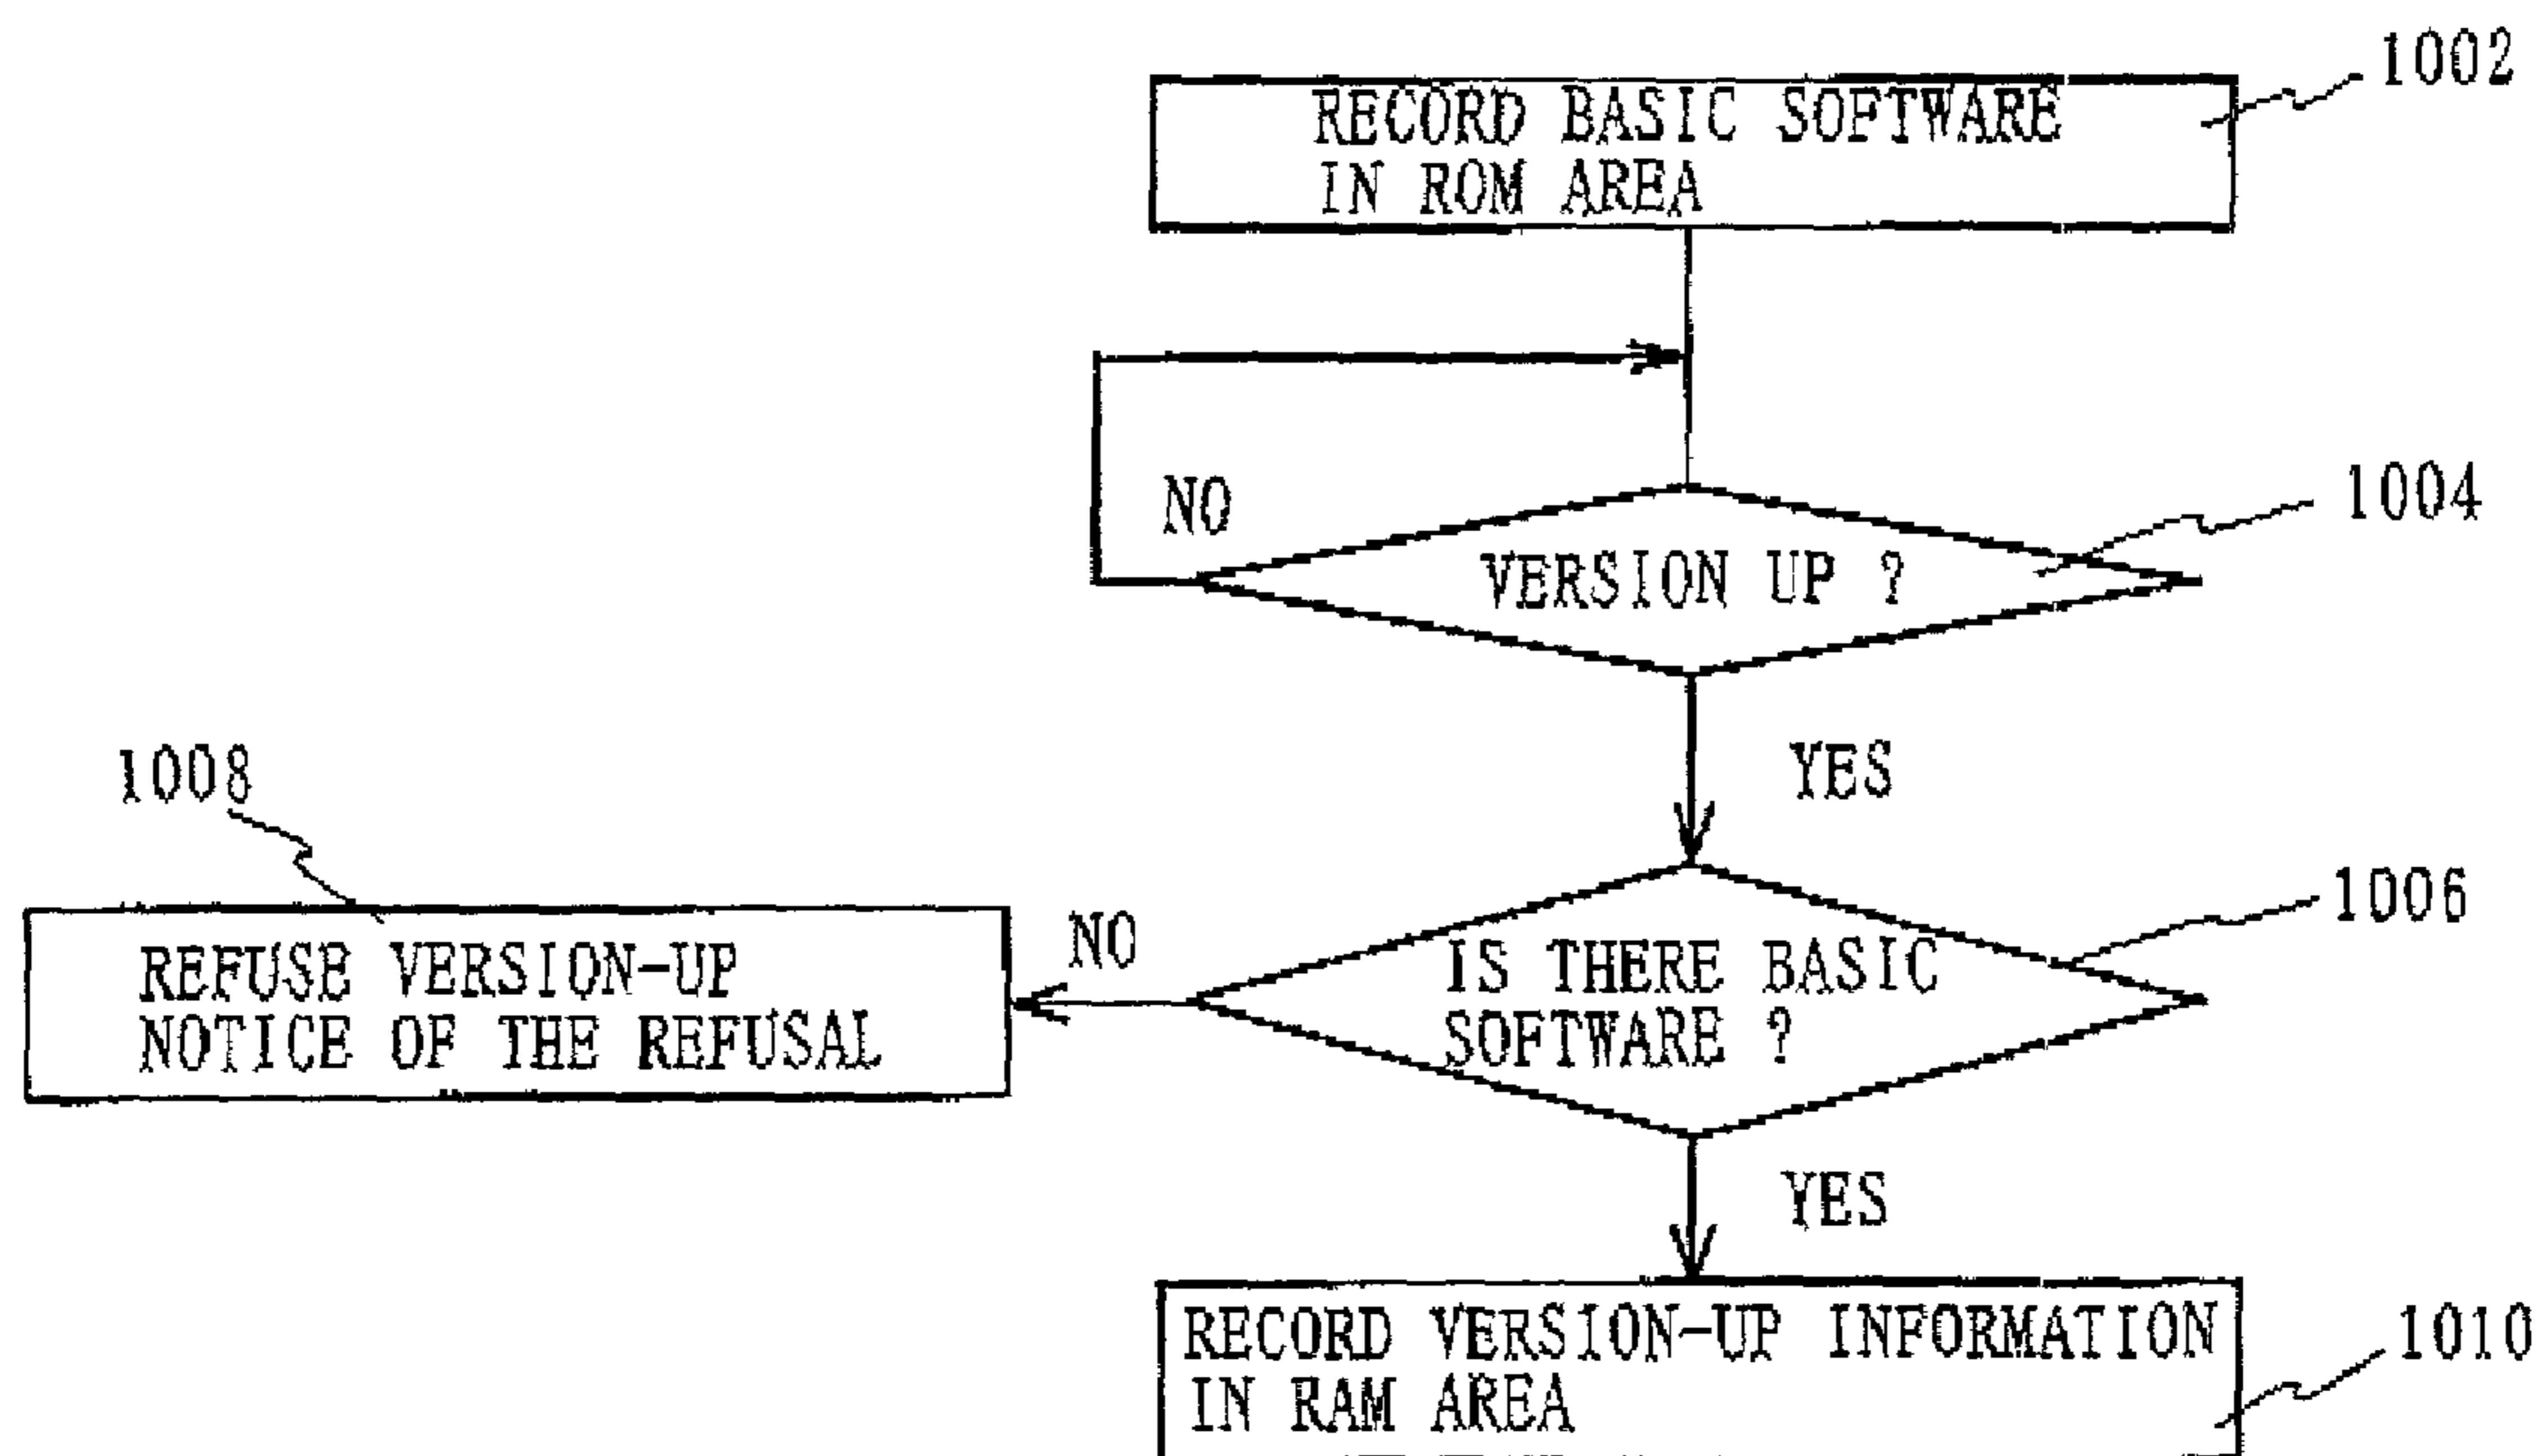 1002
RECORD BASIC SOFTWARE
IN ROM AREA
NO
1004
VERSION UP ?
YES
1008
1006
NO
REFUSE VERSION-UP
NOTICE OF THE REFUSAL
IS THERE BASIC
SOFTWARE ?
YES
RECORD VERSION-UP INFORMATION
IN RAM AREA
1010